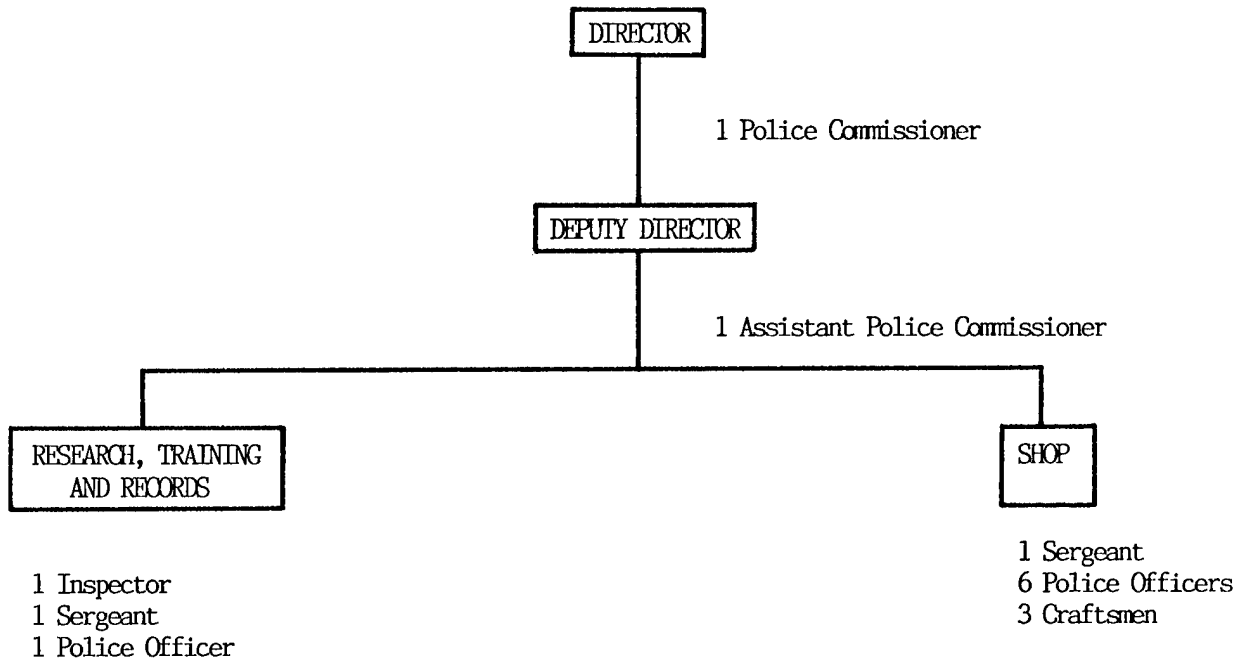 DIRECTOR
1 Police Commissioner
DEPUTY DIRECTOR
1 Assistant Police Commissioner
RESEARCH, TRAINING
AND RECORDS
1 Inspector
1 Sergeant
1 Police Officer
SHOP
1 Sergeant
6 Police Officers
3 Craftsmen